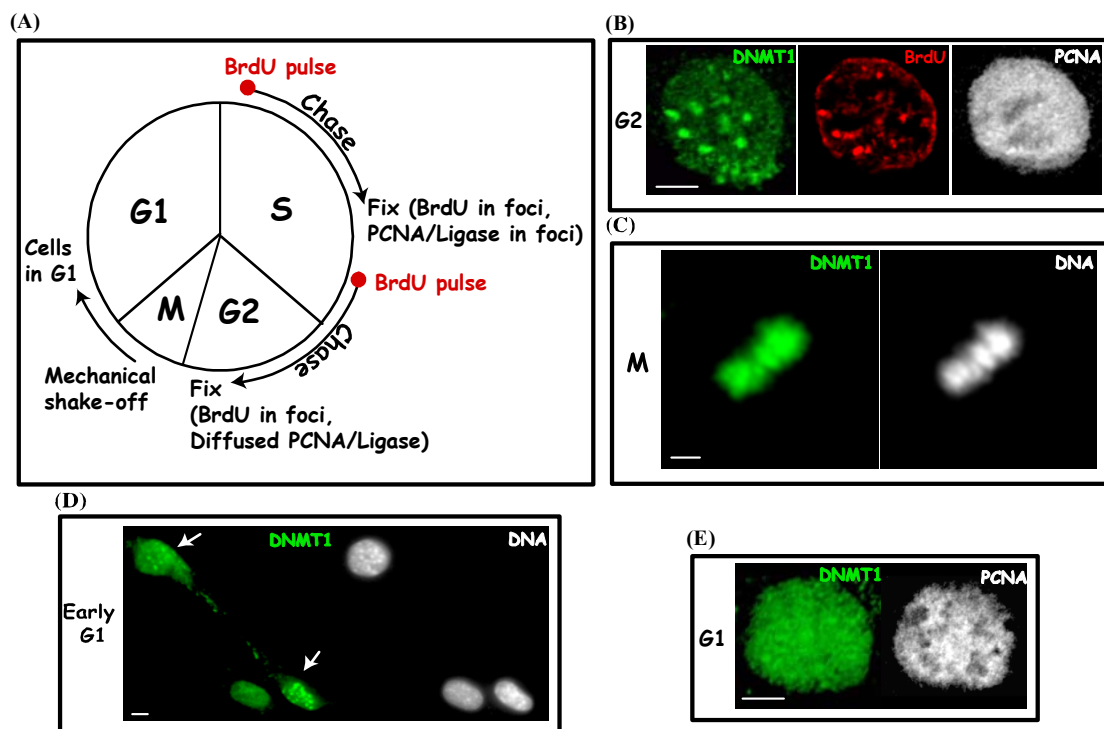 (A)
BrdU pulse
Chase
G1
S
Fix (BrdU in foci,
PCNA/Ligase in foci)
Cells
in G1
BrdU pulse
M
G2
Chase
Mechanical
shake-off
Fix
(BrdU in foci,
Diffused PCNA/Ligase)
(B)
DNMT1
BrdU
PCNA
G2
(C)
DNMT1
DNA
M
(D)
DNMT1
DNA
Early
G1
(E)
DNMT1
PCNA
G1